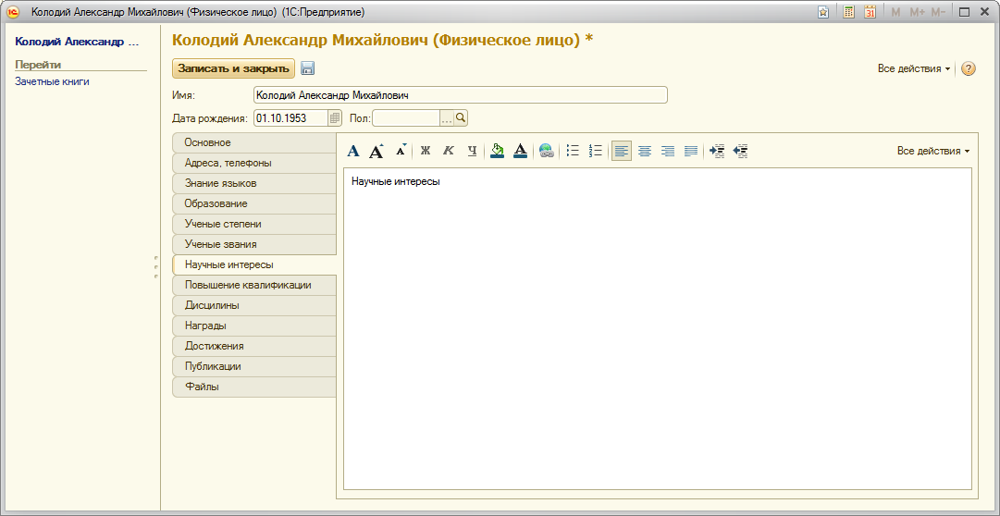 Колодий Александр Михайлович (Физическое лицо) (1С:Предприятие)
M M+ M-
Колодий Александр ...
Перейти
Зачетные книги
Колодий Александр Михайлович (Физическое лицо) *
Записать и закрыть
Все действия
Имя: Колодий Александр Михайлович
Дата рождения: 01.10.1953 Пол: ...
Основное
Адреса, телефоны
Знание языков
Образование
Ученые степени
Ученые звания
Научные интересы
Повышение квалификации
Дисциплины
Награды
Достижения
Публикации
Файлы
А А А Ж К Ч Все действия
Научные интересы